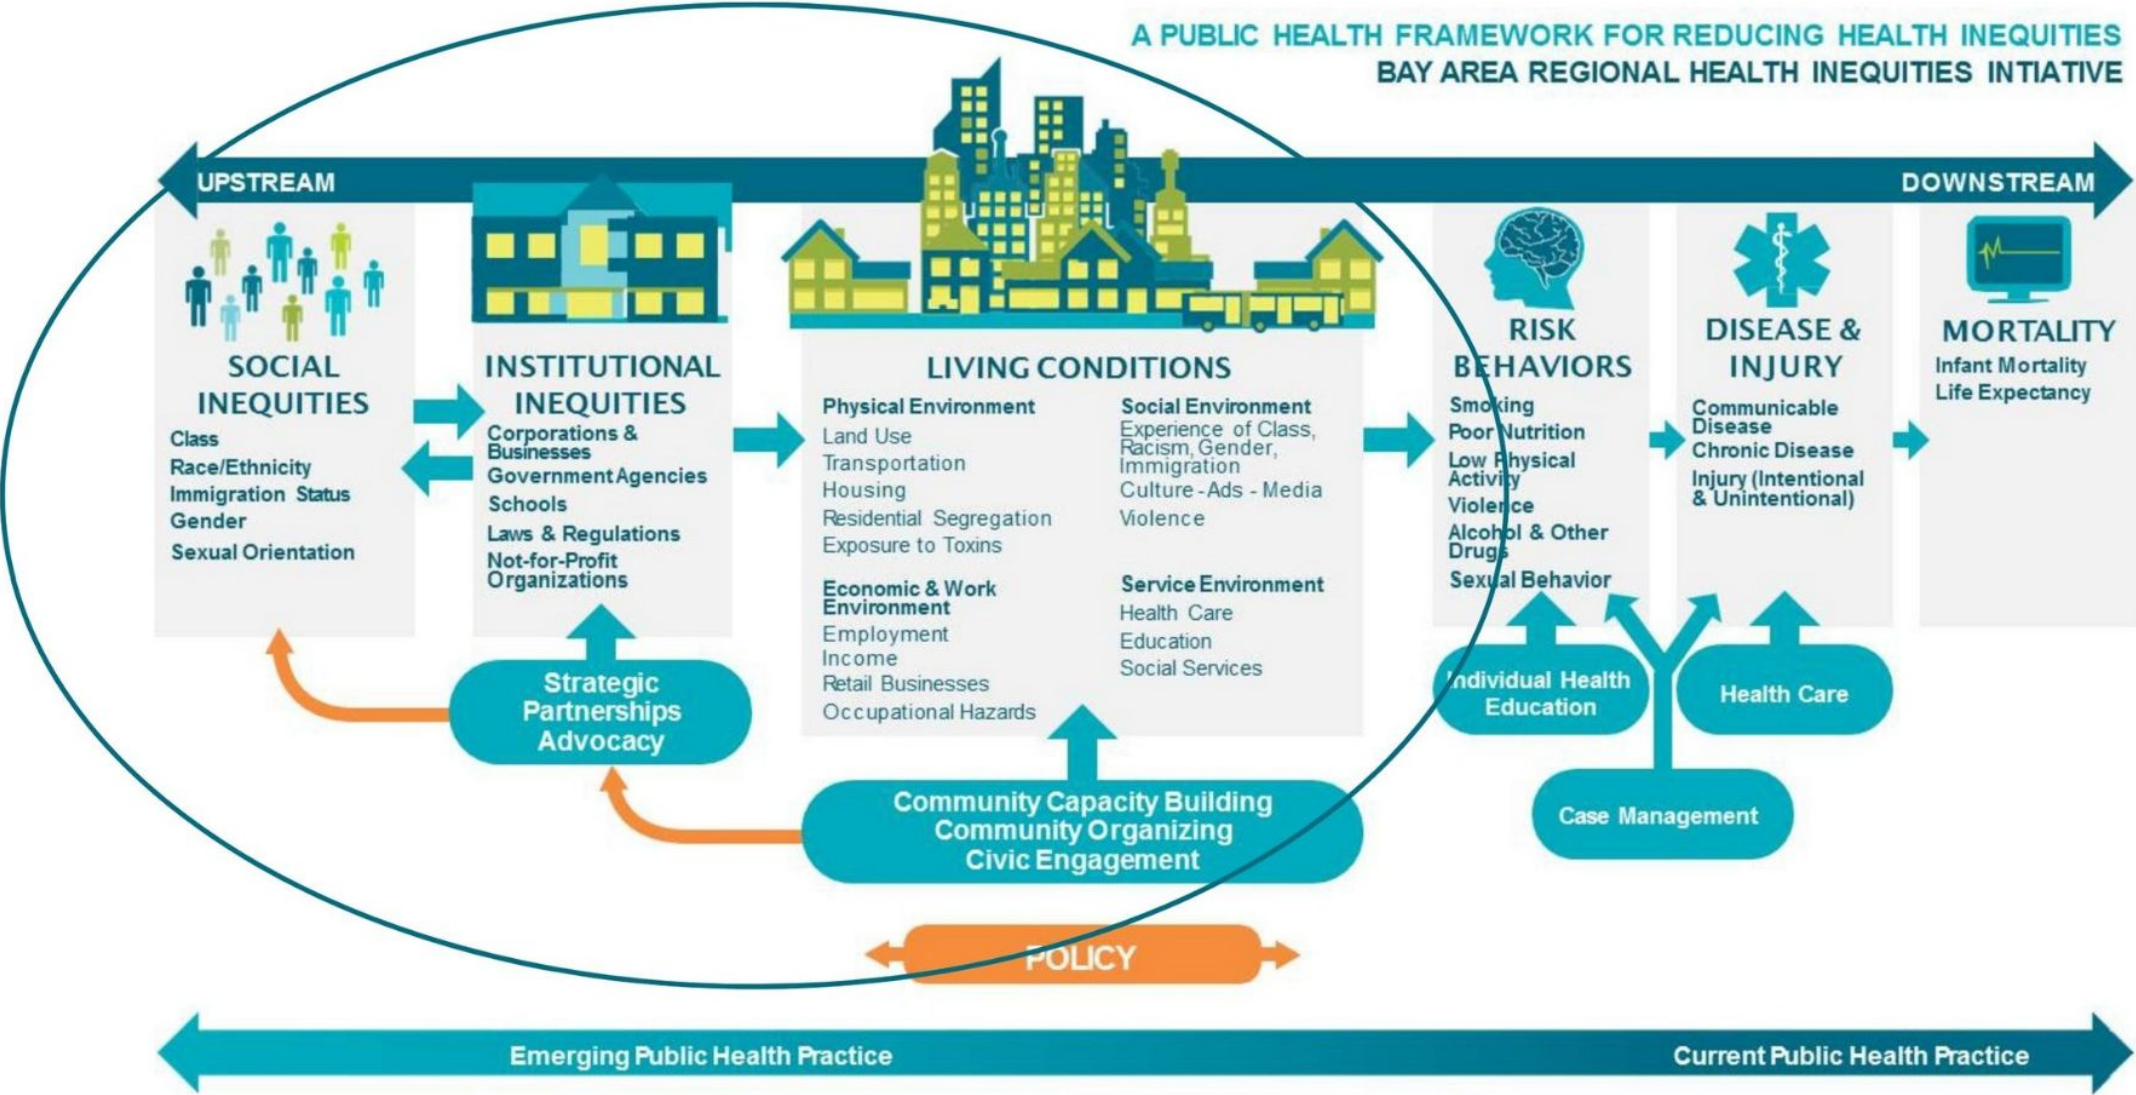 A PUBLIC HEALTH FRAMEWORK FOR REDUCING HEALTH INEQUITIES
BAY AREA REGIONAL HEALTH INEQUITIES INTIATIVE
UPSTREAM
DOWNSTREAM
SOCIAL
INEQUITIES
Class
Race/Ethnicity
Immigration Status
Gender
Sexual Orientation
INSTITUTIONAL
INEQUITIES
Corporations &
Businesses
Government Agencies
Schools
Laws & Regulations
Not-for-Profit
Organizations
LIVING CONDITIONS
Physical Environment
Land Use
Transportation
Housing
Residential Segregation
Exposure to Toxins
Economic & Work
Environment
Employment
Income
Retail Businesses
Occupational Hazards
Social Environment
Experience of Class,
Racism, Gender,
Immigration
Culture - Ads - Media
Violence
Service Environment
Health Care
Education
Social Services
RISK
BEHAVIORS
Smoking
Poor Nutrition
Low Physical
Activity
Violence
Alcohol & Other
Drugs
Sexual Behavior
DISEASE &
INJURY
Communicable
Disease
Chronic Disease
Injury (Intentional
& Unintentional)
MORTALITY
Infant Mortality
Life Expectancy
Strategic
Partnerships
Advocacy
Community Capacity Building
Community Organizing
Civic Engagement
Individual Health
Education
Health Care
Case Management
POLICY
Emerging Public Health Practice
Current Public Health Practice